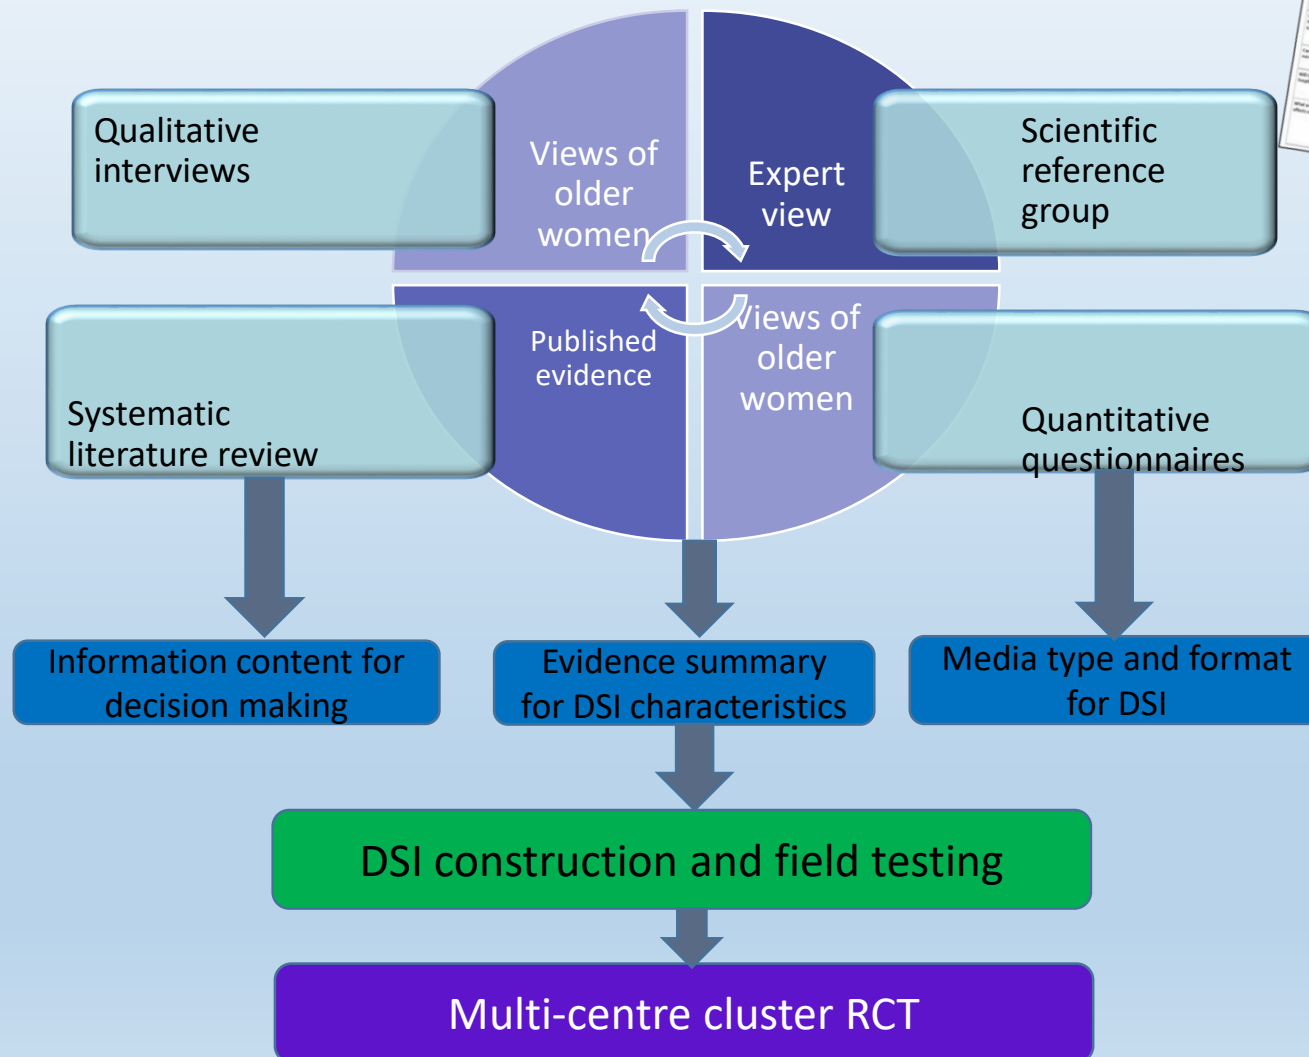 Qualitative
interviews
Views of
older
women
Expert
view
Scientific
reference
group
Systematic
literature review
Published
evidence
Views of
older
women
Quantitative
questionnaires
Information content for
decision making
Evidence summary
for DSI characteristics
Media type and format
for DSI
DSI construction and field testing
Multi-centre cluster RCT